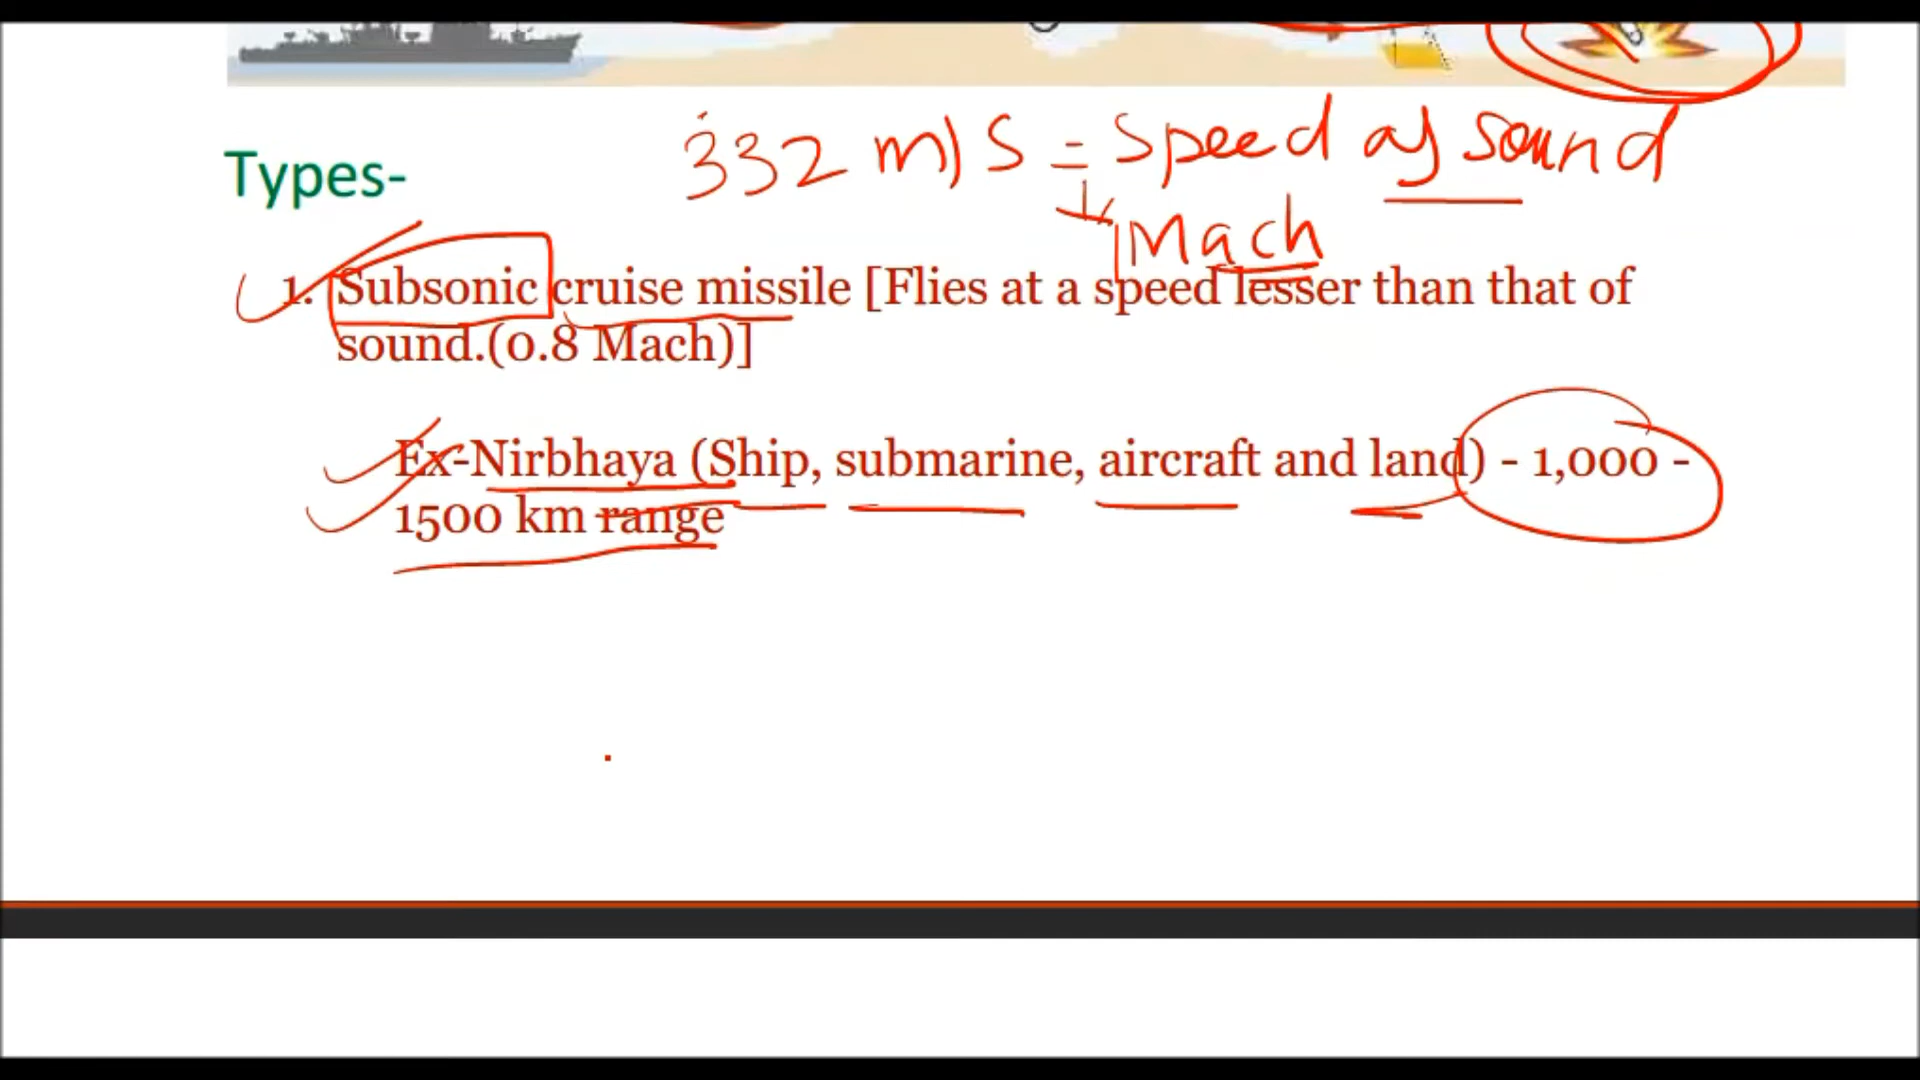 332 m/s = speed of sound
Types-
1 Mach
1. Subsonic cruise missile [Flies at a speed lesser than that of
sound.(0.8 Mach)]
Ex-Nirbhaya (Ship, submarine, aircraft and land) - 1,000 -
1500 km range